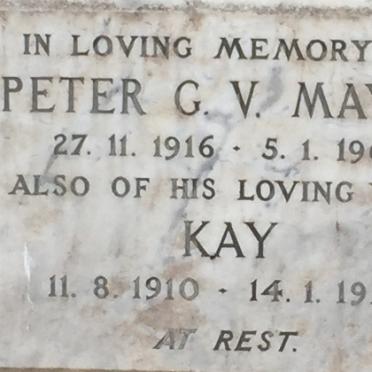 IN LOVING MEMORY
PETER G. V. MAY
27. 11. 1916 · 5. 1. 19
ALSO OF HIS LOVING
KAY
11. 8. 1910 · 14. 1. 19
AT REST.